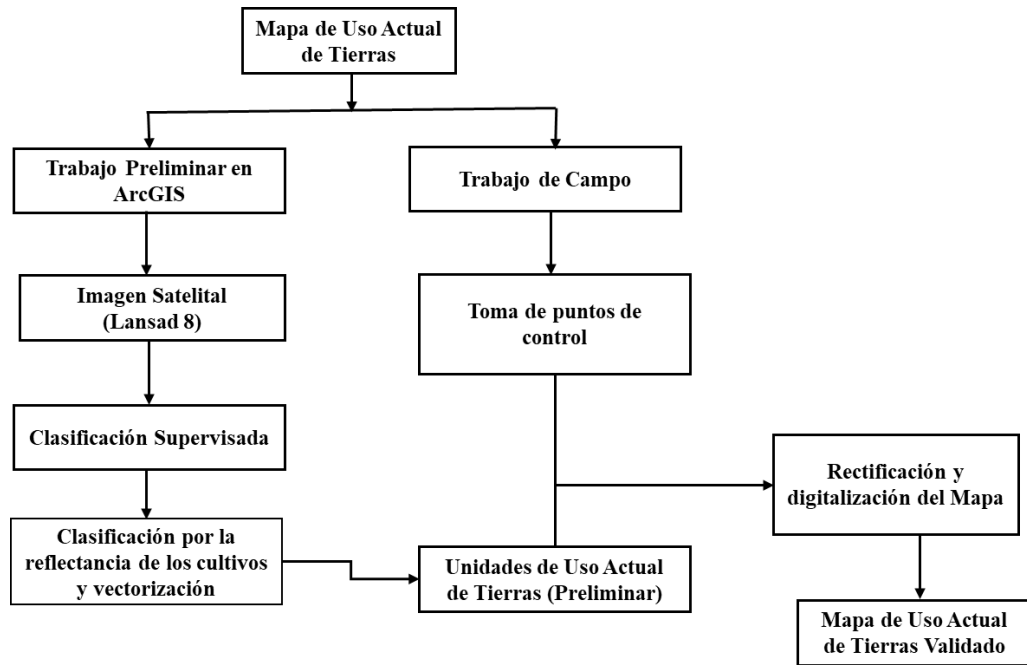 Mapa de Uso Actual
de Tierras
Trabajo Preliminar en
ArcGIS
Trabajo de Campo
Imagen Satelital
(Lansad 8)
Toma de puntos de
control
Clasificación Supervisada
Rectificación y
digitalización del Mapa
Clasificación por la
reflectancia de los cultivos
y vectorización
Unidades de Uso Actual
de Tierras (Preliminar)
Mapa de Uso Actual
de Tierras Validado